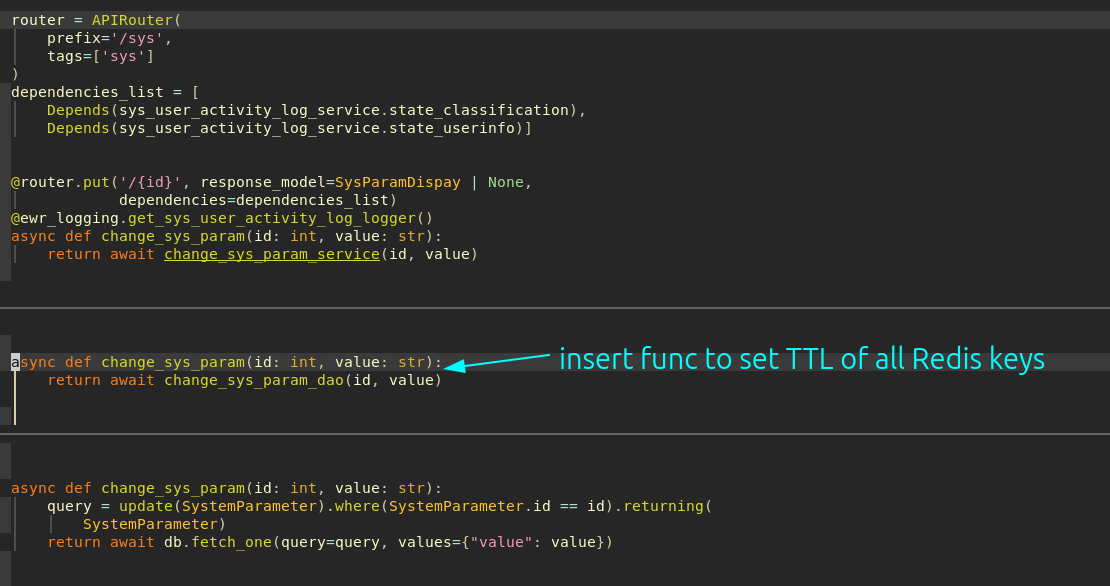 router = APIRouter(
    prefix='/sys',
    tags=['sys']
)
dependencies_list = [
    Depends(sys_user_activity_log_service.state_classification),
    Depends(sys_user_activity_log_service.state_userinfo)]
@router.put('/{id}', response_model=SysParamDispay | None,
            dependencies=dependencies_list)
@ewr_logging.get_sys_user_activity_log_logger()
async def change_sys_param(id: int, value: str):
    return await change_sys_param_service(id, value)
async def change_sys_param(id: int, value: str):
insert func to set TTL of all Redis keys
    return await change_sys_param_dao(id, value)
async def change_sys_param(id: int, value: str):
    query = update(SystemParameter).where(SystemParameter.id == id).returning(
        SystemParameter)
    return await db.fetch_one(query=query, values={"value": value})